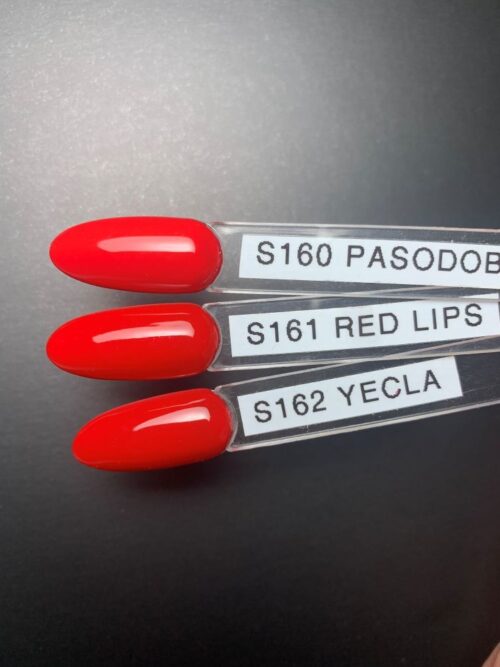 S160 PASODOB
S161 RED LIPS
S162 YECLA